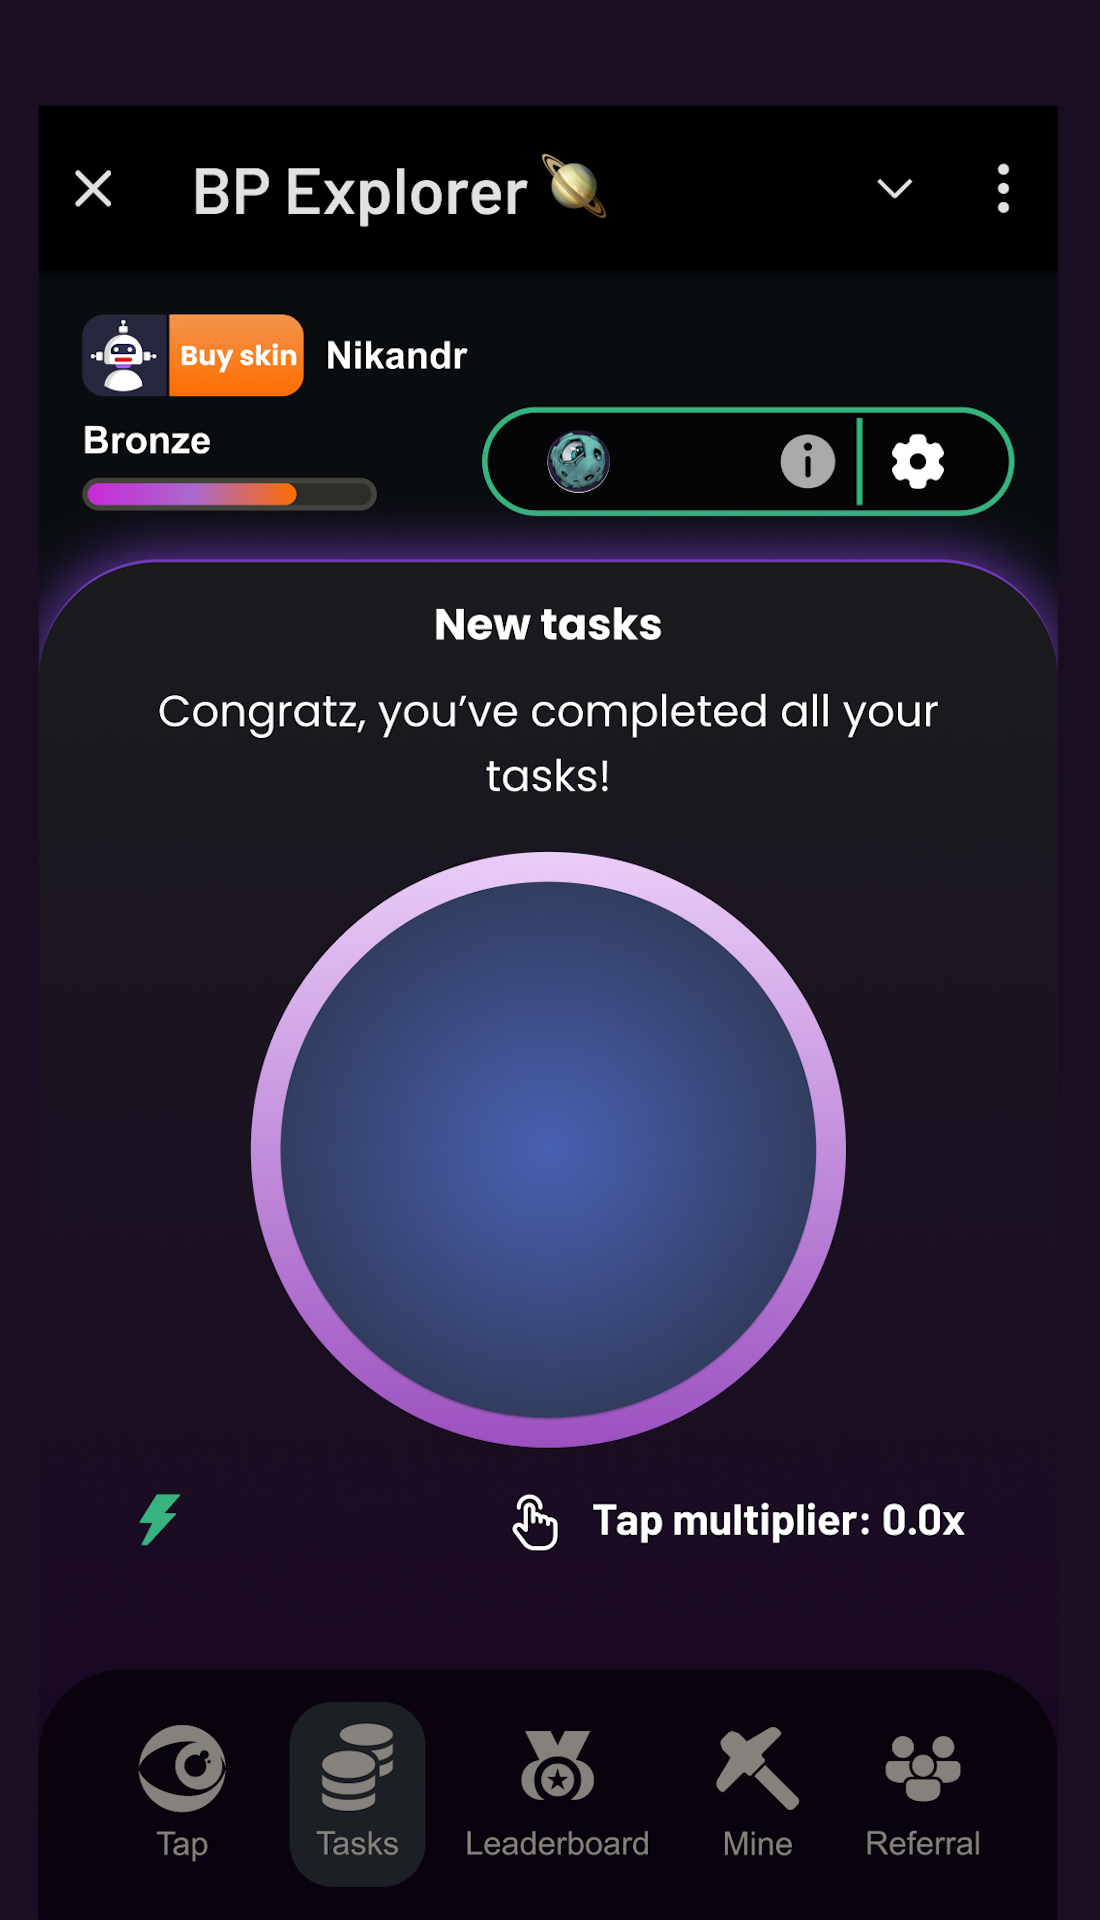 BP Explorer 🪐
Buy skin
Nikandr
Bronze
New tasks
Congratz, you've completed all your
tasks!
Tap multiplier: 0.0x
Tap
Tasks
Leaderboard
Mine
Referral